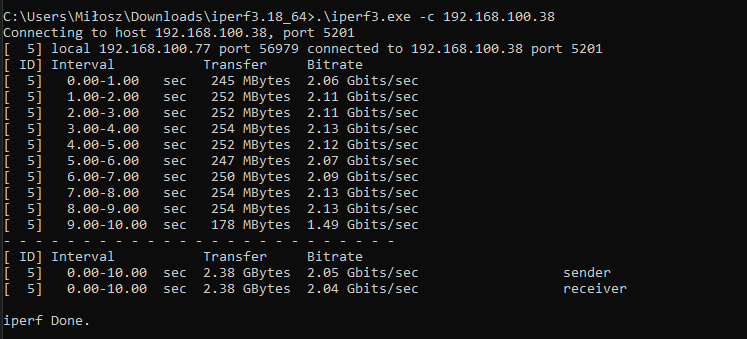 C:\Users\Miłosz\Downloads\iperf3.18_64>.\iperf3.exe -c 192.168.100.38
Connecting to host 192.168.100.38, port 5201
[  5] local 192.168.100.77 port 56979 connected to 192.168.100.38 port 5201
[ ID] Interval           Transfer     Bitrate
[  5]   0.00-1.00   sec   245 MBytes  2.06 Gbits/sec
[  5]   1.00-2.00   sec   252 MBytes  2.11 Gbits/sec
[  5]   2.00-3.00   sec   252 MBytes  2.11 Gbits/sec
[  5]   3.00-4.00   sec   254 MBytes  2.13 Gbits/sec
[  5]   4.00-5.00   sec   252 MBytes  2.12 Gbits/sec
[  5]   5.00-6.00   sec   247 MBytes  2.07 Gbits/sec
[  5]   6.00-7.00   sec   250 MBytes  2.09 Gbits/sec
[  5]   7.00-8.00   sec   254 MBytes  2.13 Gbits/sec
[  5]   8.00-9.00   sec   254 MBytes  2.13 Gbits/sec
[  5]   9.00-10.00  sec   178 MBytes  1.49 Gbits/sec
- - - - - - - - - - - - - - - - - - - - - - - - -
[ ID] Interval           Transfer     Bitrate
[  5]   0.00-10.00  sec  2.38 GBytes  2.05 Gbits/sec                  sender
[  5]   0.00-10.00  sec  2.38 GBytes  2.04 Gbits/sec                  receiver
iperf Done.